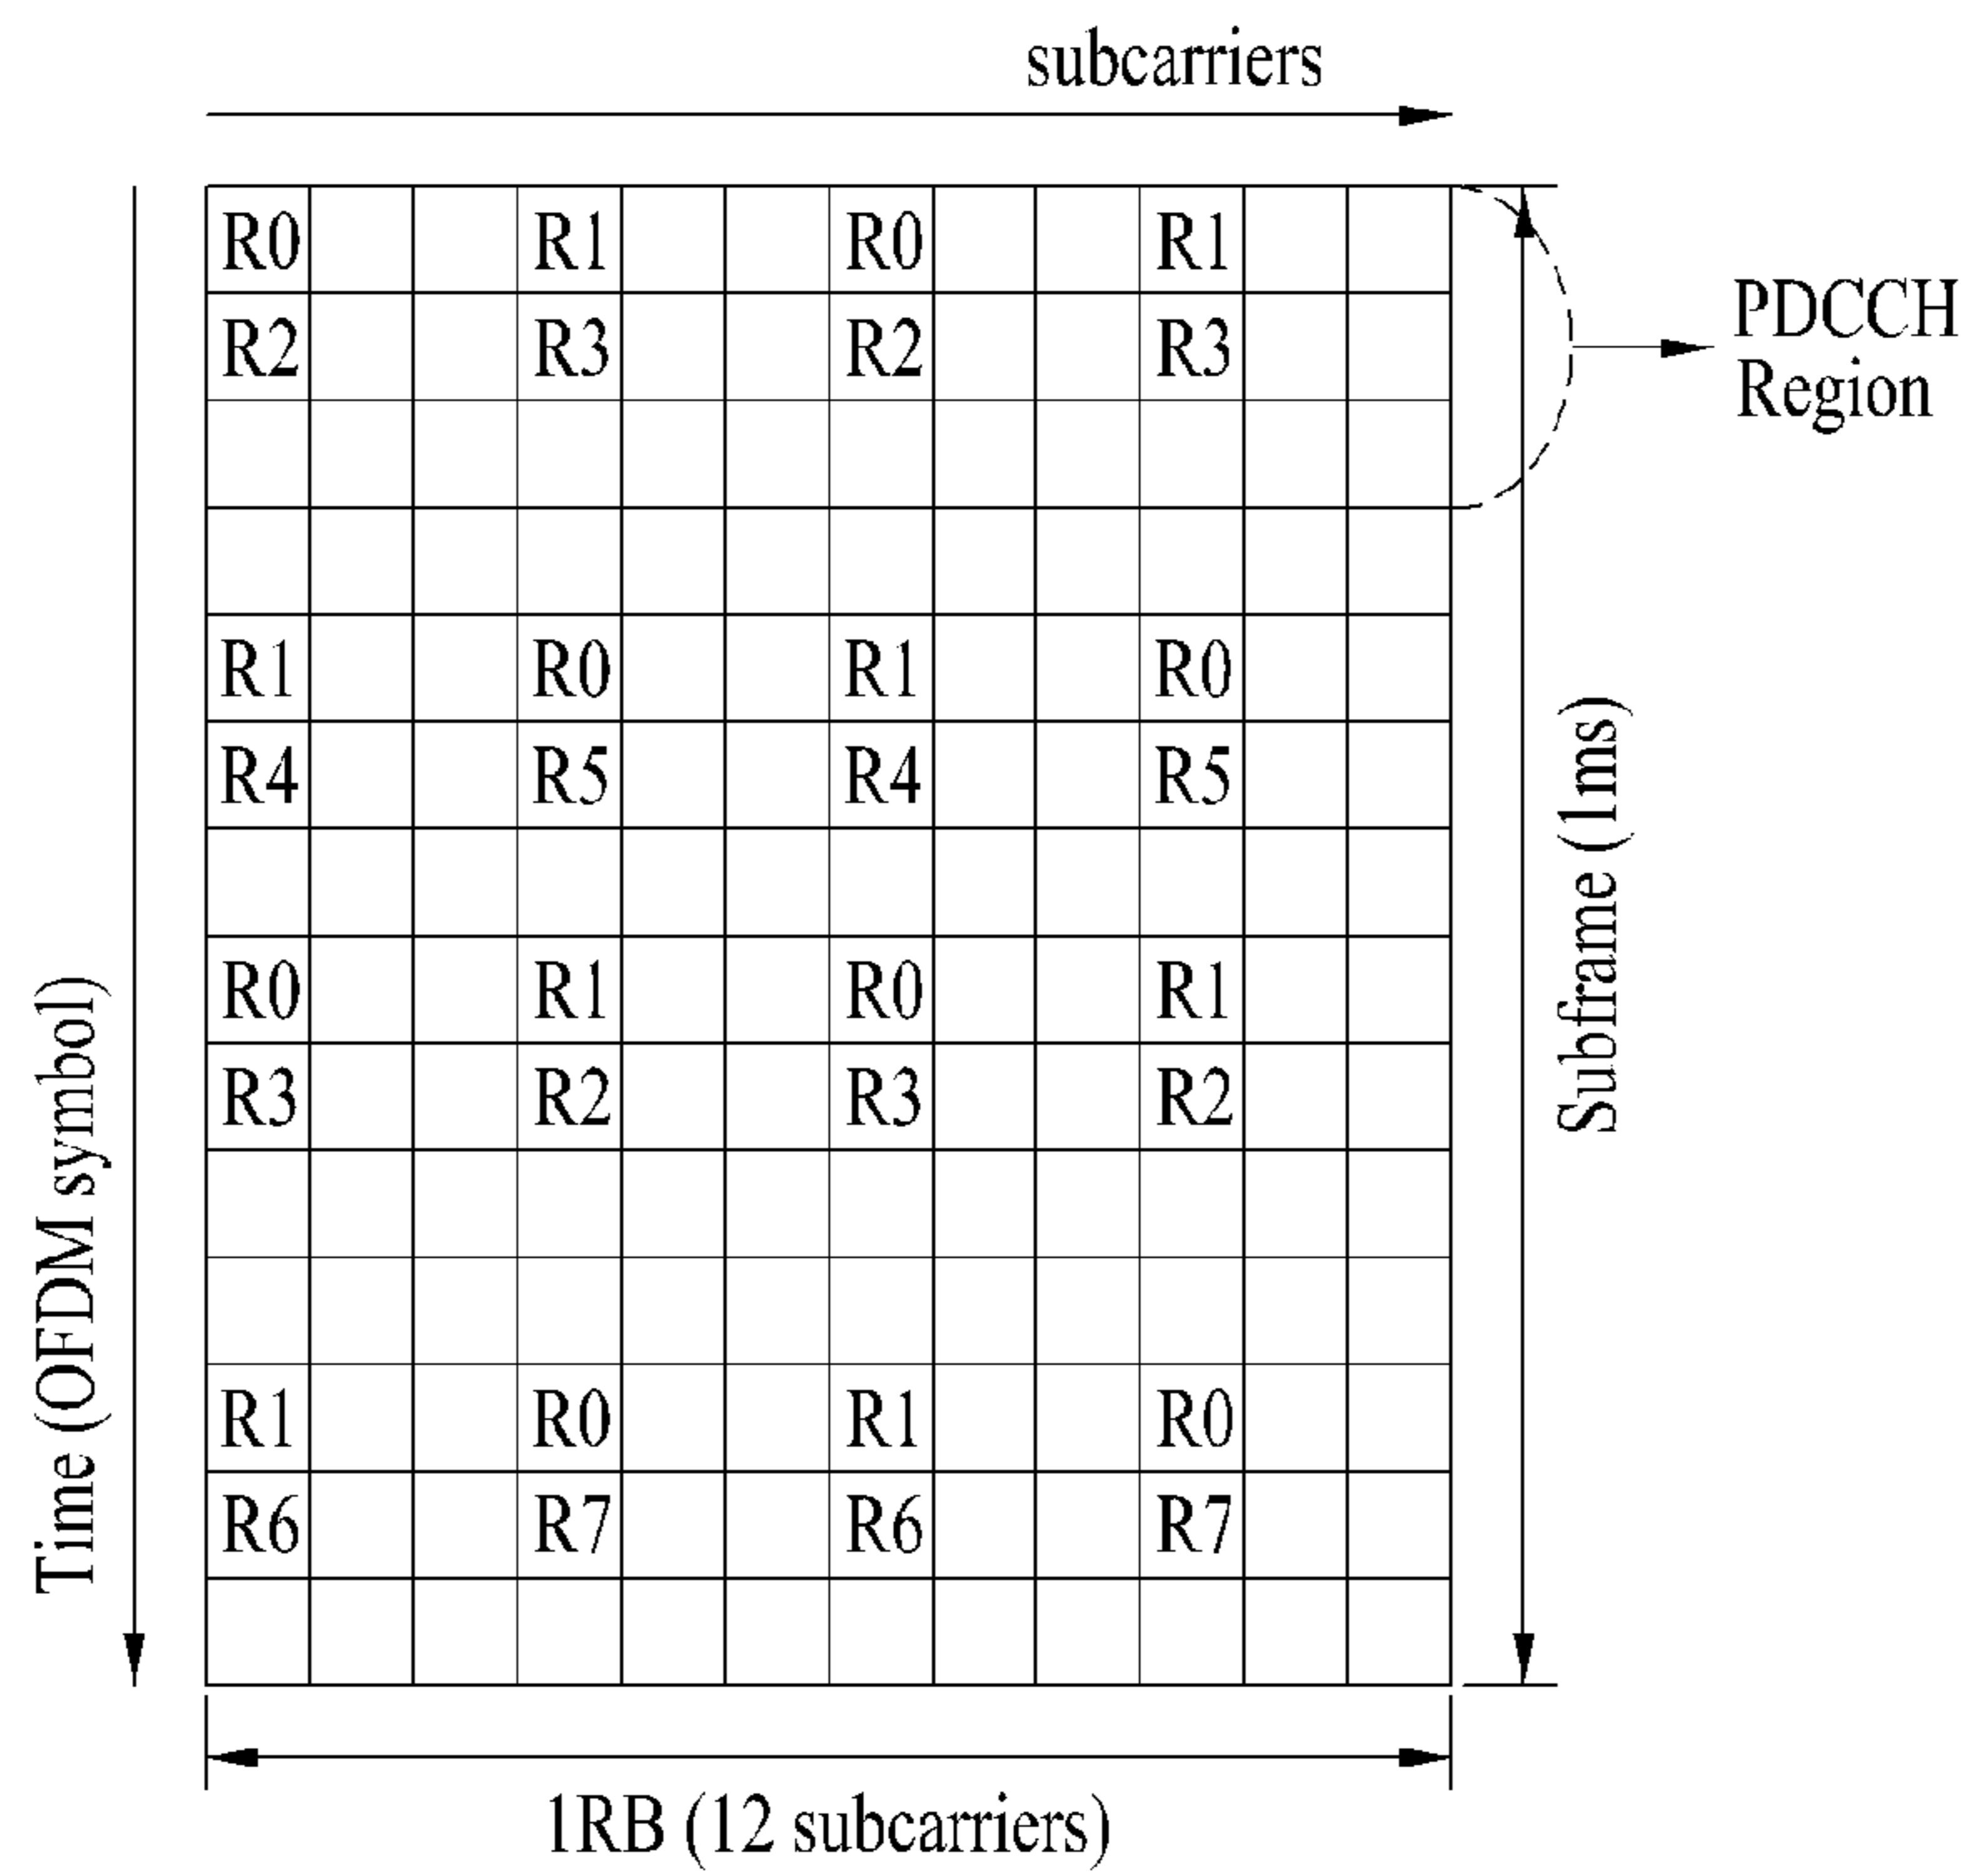 subcarriers
R0 R1 R0 R1
R2 R3 R2 R3
PDCCH
Region
R1 R0 R1 R0
R4 R5 R4 R5
R0 R1 R0 R1
R3 R2 R3 R2
R1 R0 R1 R0
R6 R7 R6 R7
Time (OFDM symbol)
Subframe (1ms)
1RB (12 subcarriers)